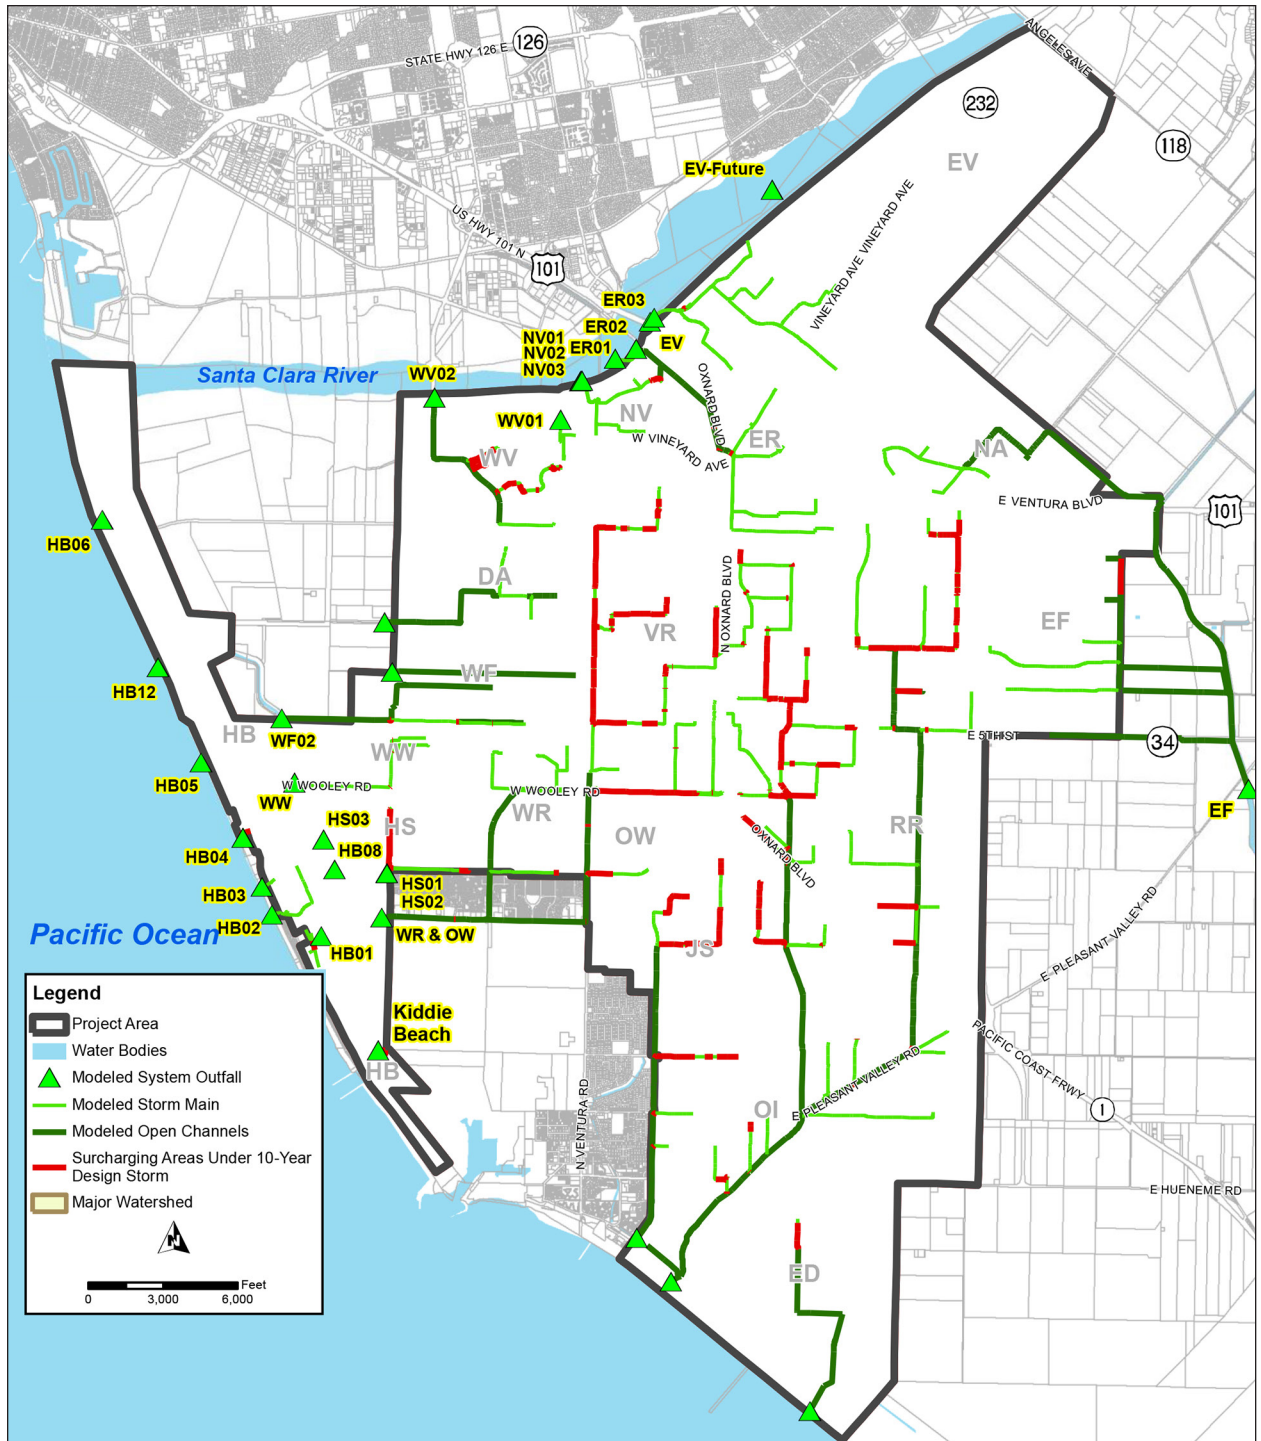 STATE HWY 126 E
126
ANGELES AVE
232
118
EV
EV-Future
US HWY 101 N
101
VINEYARD AVE VINEYARD AVE
ER03
ER02
NV01
NV02
NV03
ER01
EV
Santa Clara River
WV02
OXNARD BLVD
WV01
NV
ER
W VINEYARD AVE
WV
NA
E VENTURA BLVD
101
HB06
DA
N OXNARD BLVD
VR
EF
WF
HB12
HB
WF02
E 5TH ST
34
WW
HB05
W WOOLEY RD
WW
W WOOLEY RD
EF
HS03
HS
WR
OW
OXNARD BLVD
RR
HB04
HB08
HS01
HS02
HB03
HB02
WR & OW
Pacific Ocean
HB01
JS
E PLEASANT VALLEY RD
Kiddie
Beach
HB
PACIFIC COAST FRWY
1
E PLEASANT VALLEY RD
OI
N VENTURA RD
E HUENEME RD
ED
Legend
Project Area
Water Bodies
Modeled System Outfall
Modeled Storm Main
Modeled Open Channels
Surcharging Areas Under 10-Year
Design Storm
Major Watershed
N
Feet
0 3,000 6,000